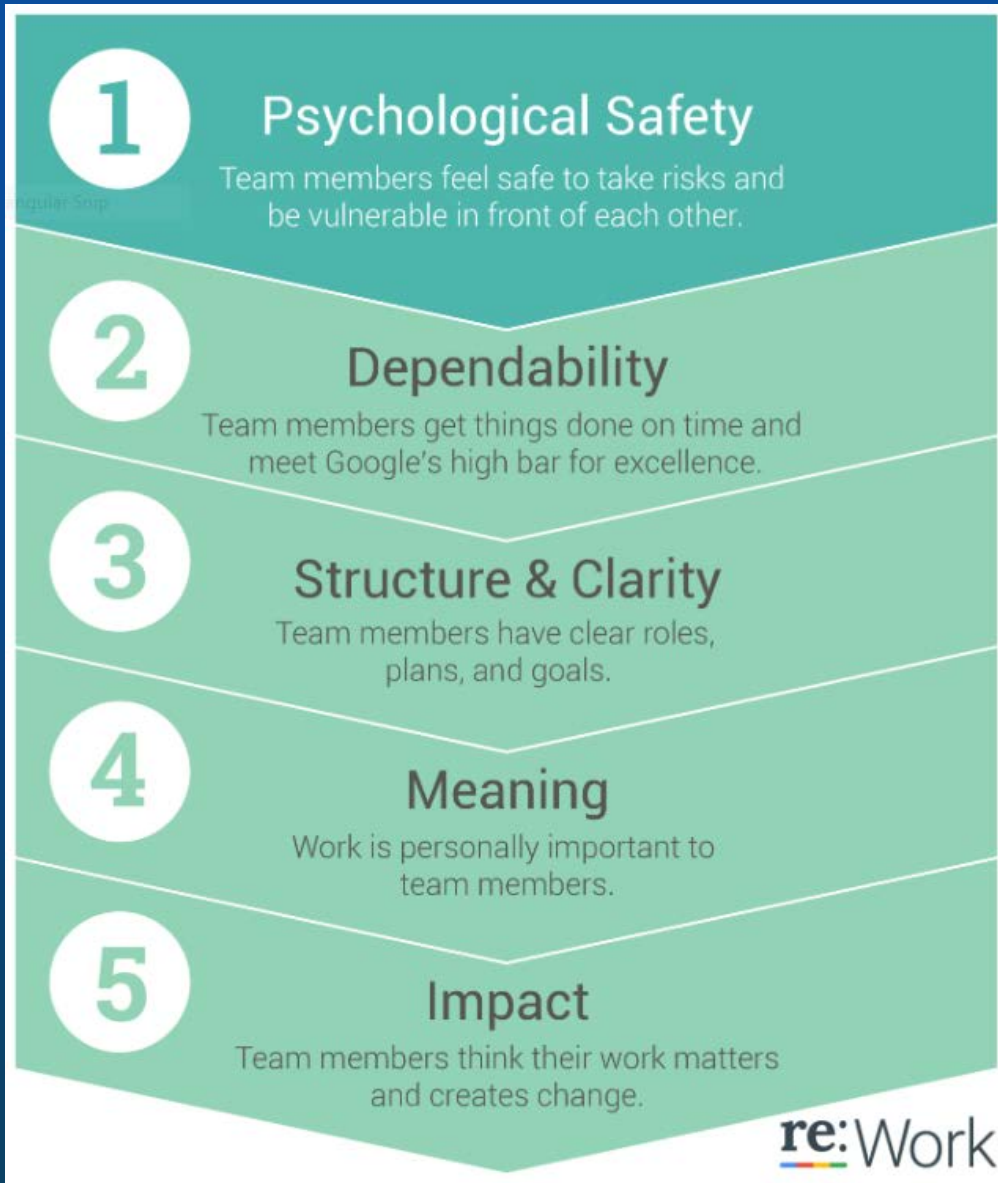 1
Psychological Safety
Team members feel safe to take risks and
be vulnerable in front of each other.
2
Dependability
Team members get things done on time and
meet Google's high bar for excellence.
3
Structure & Clarity
Team members have clear roles,
plans, and goals.
4
Meaning
Work is personally important to
team members.
5
Impact
Team members think their work matters
and creates change.
re:Work